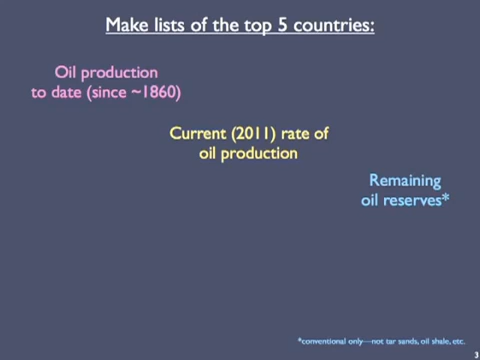 Make lists of the top 5 countries:
Oil production
to date (since ~1860)
Current (2011) rate of
oil production
Remaining
oil reserves*
*conventional only—not tar sands, oil shale, etc.
3